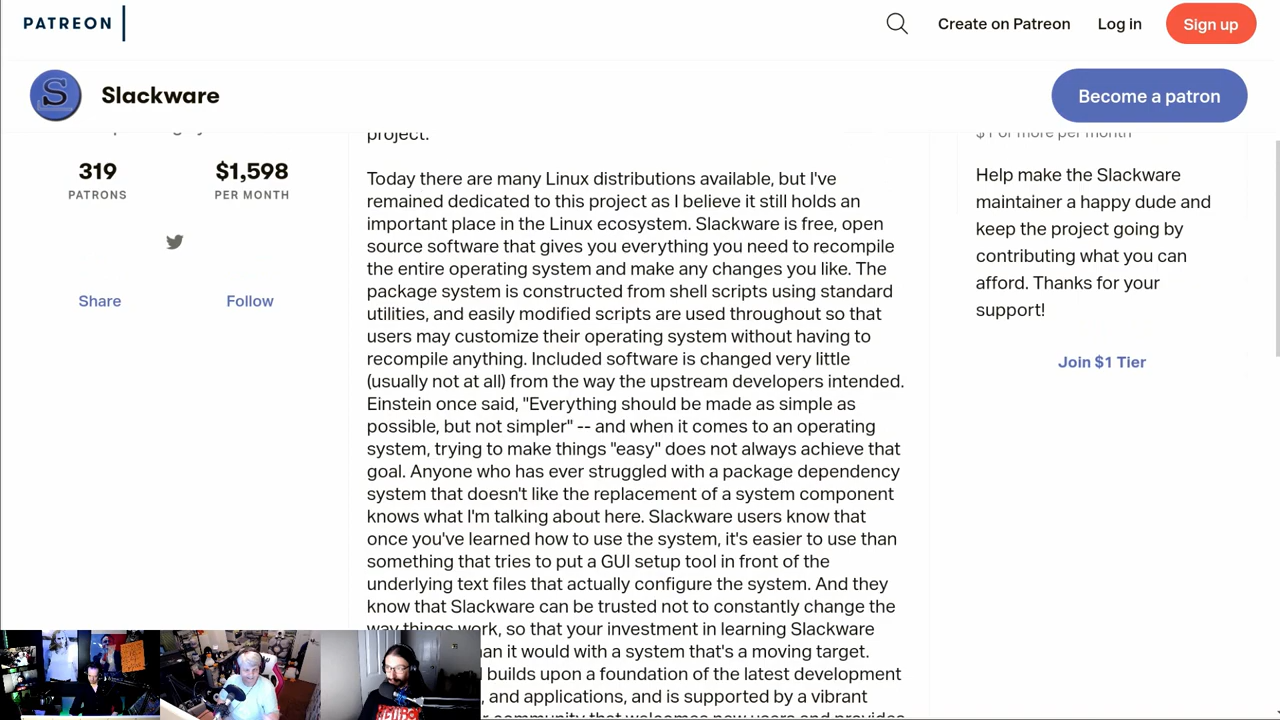 PATREON
Create on Patreon
Log in
Sign up
Slackware
Become a patron
319
PATRONS
$1,598
PER MONTH
Share
Follow
project.
Today there are many Linux distributions available, but I've
remained dedicated to this project as I believe it still holds an
important place in the Linux ecosystem. Slackware is free, open
source software that gives you everything you need to recompile
the entire operating system and make any changes you like. The
package system is constructed from shell scripts using standard
utilities, and easily modified scripts are used throughout so that
users may customize their operating system without having to
recompile anything. Included software is changed very little
(usually not at all) from the way the upstream developers intended.
Einstein once said, "Everything should be made as simple as
possible, but not simpler" -- and when it comes to an operating
system, trying to make things "easy" does not always achieve that
goal. Anyone who has ever struggled with a package dependency
system that doesn't like the replacement of a system component
knows what I'm talking about here. Slackware users know that
once you've learned how to use the system, it's easier to use than
something that tries to put a GUI setup tool in front of the
underlying text files that actually configure the system. And they
know that Slackware can be trusted not to constantly change the
way things work, so that your investment in learning Slackware
an it would with a system that's a moving target.
builds upon a foundation of the latest development
, and applications, and is supported by a vibrant
community that welcomes new users and provides
$1 or more per month
Help make the Slackware
maintainer a happy dude and
keep the project going by
contributing what you can
afford. Thanks for your
support!
Join $1 Tier